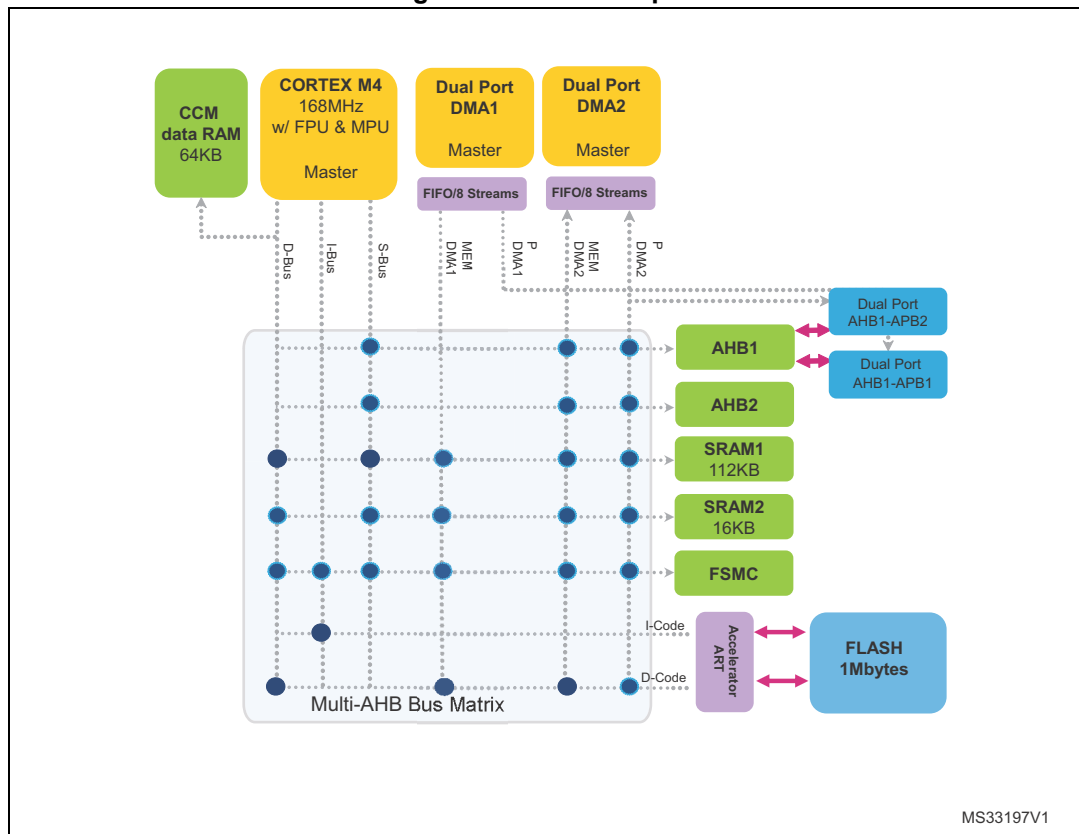 CCM
data RAM
64KB
CORTEX M4
168MHz
w/ FPU & MPU
Master
Dual Port
DMA1
Master
Dual Port
DMA2
Master
FIFO/8 Streams
FIFO/8 Streams
D-Bus
I-Bus
S-Bus
MEM
DMA1
P
DMA1
MEM
DMA2
P
DMA2
Dual Port
AHB1-APB2
Dual Port
AHB1-APB1
AHB1
AHB2
SRAM1
112KB
SRAM2
16KB
FSMC
I-Code
D-Code
Accelerator
ART
FLASH
1Mbytes
Multi-AHB Bus Matrix
MS33197V1